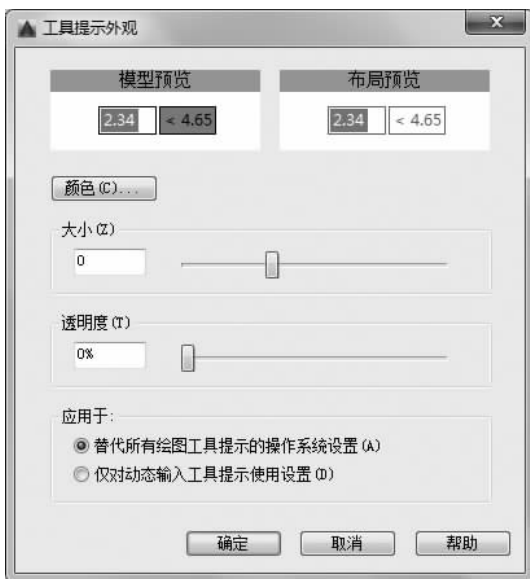 工具提示外观
模型预览
布局预览
2.34 < 4.65
2.34 < 4.65
颜色(C)...
大小(Z)
0
透明度(T)
0%
应用于:
替代所有绘图工具提示的操作系统设置(A)
仅对动态输入工具提示使用设置(D)
确定 取消 帮助